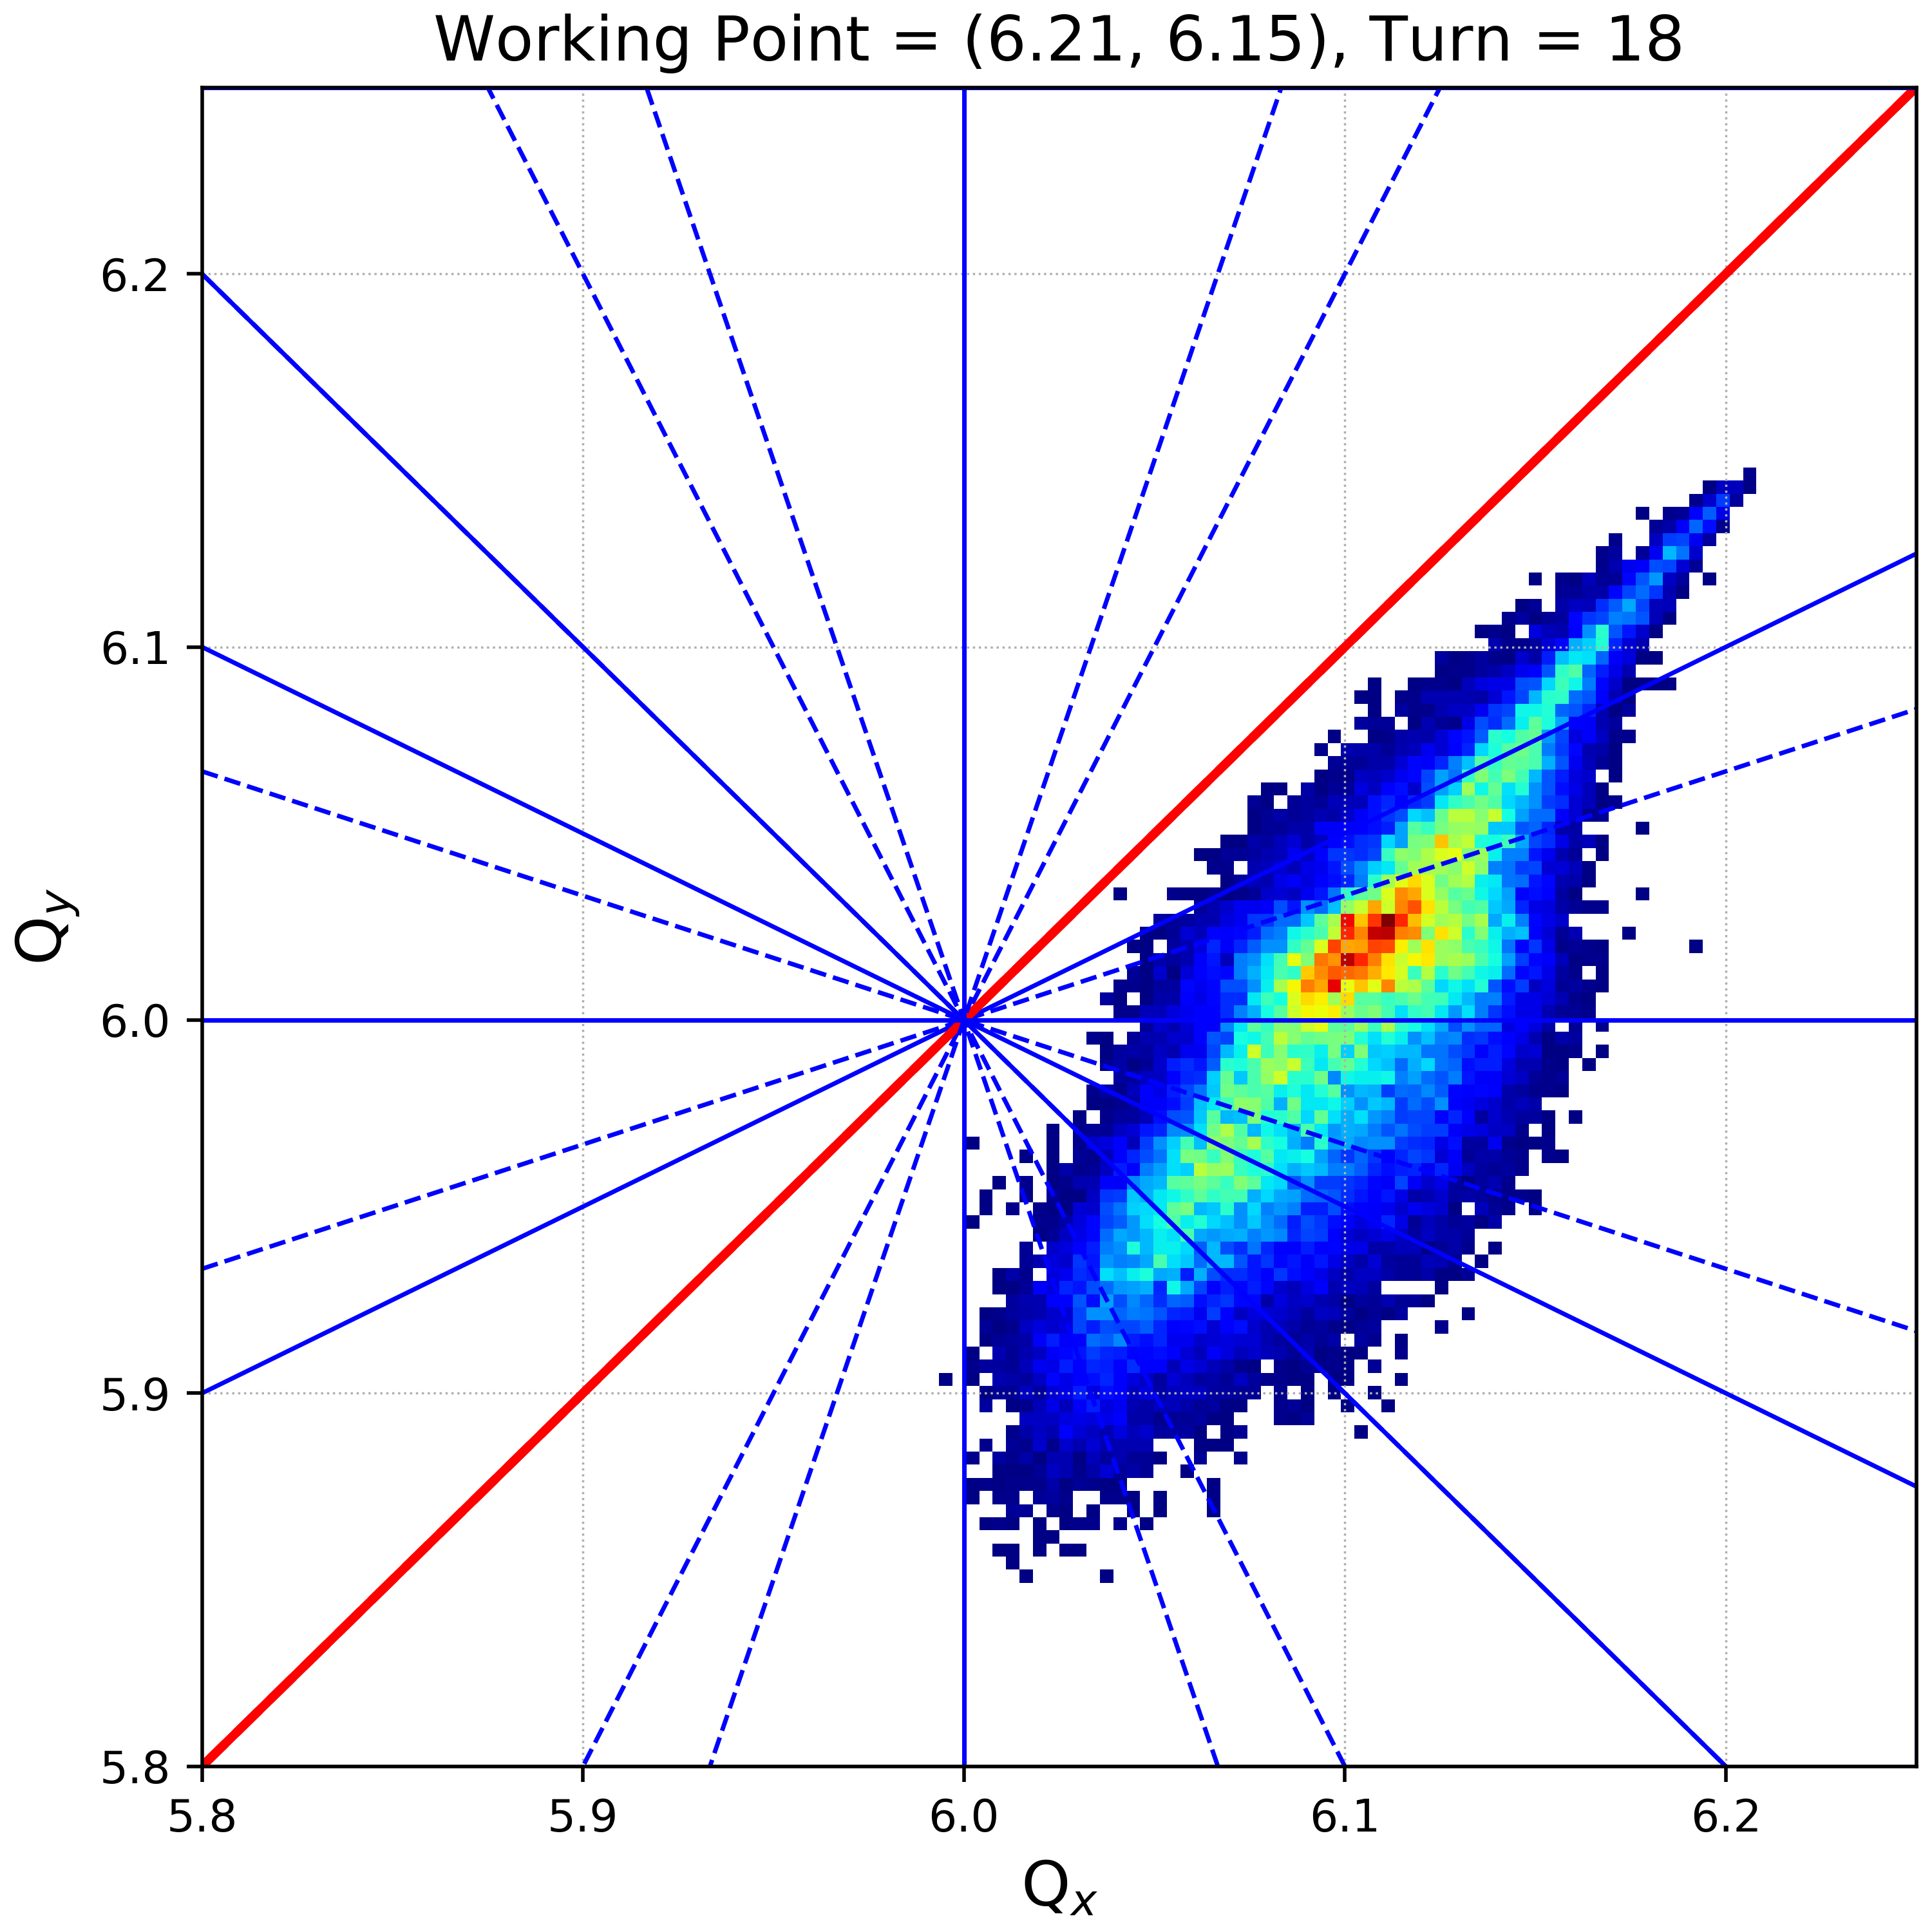 Working Point = (6.21, 6.15), Turn = 18
6.2
6.1
6.0
5.9
5.8
Qy
5.8 5.9 6.0 6.1 6.2
Qx